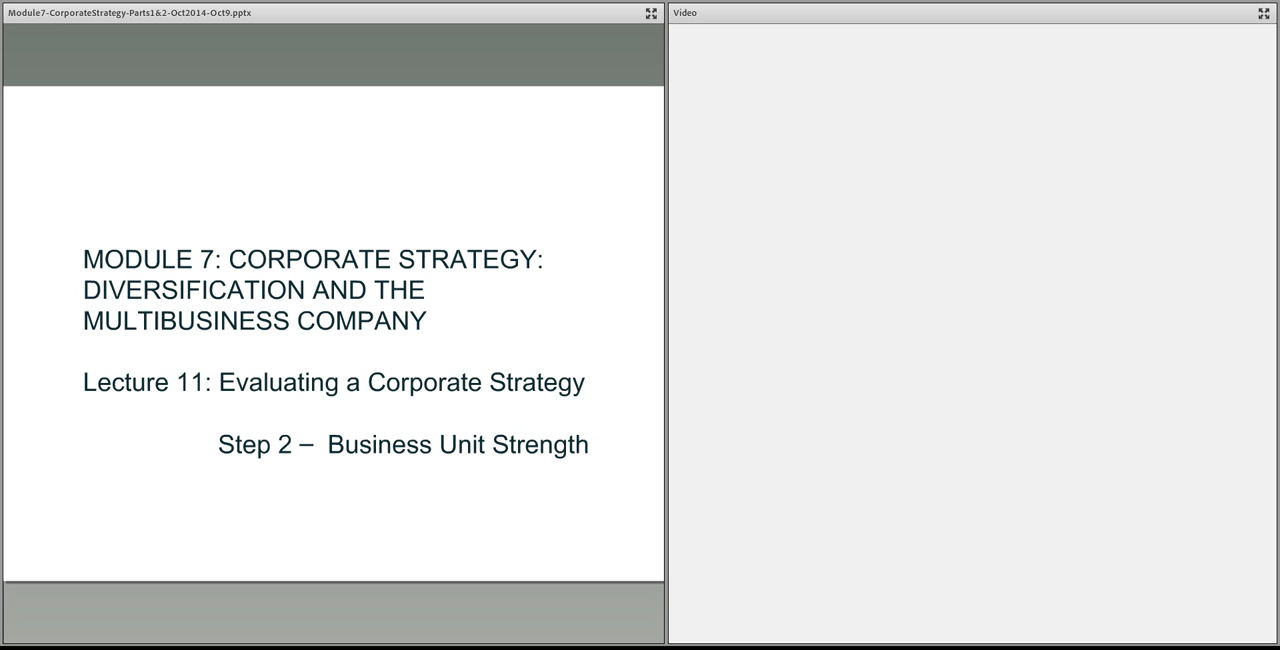 Module7-CorporateStrategy-Parts1&2-Oct2014-Oct9.pptx
Video
MODULE 7: CORPORATE STRATEGY:
DIVERSIFICATION AND THE
MULTIBUSINESS COMPANY
Lecture 11: Evaluating a Corporate Strategy
Step 2 – Business Unit Strength